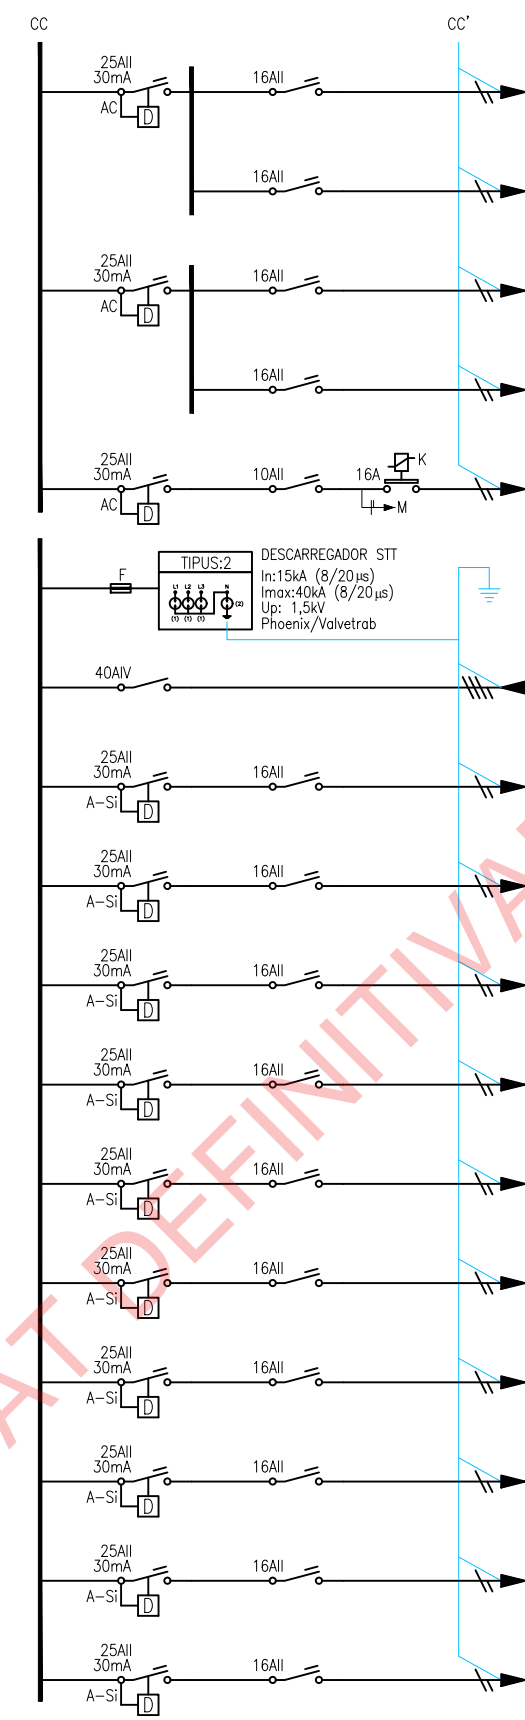 CC
CC'
25AII
30mA
AC
D
16AII
16AII
25AII
30mA
AC
D
16AII
16AII
25AII
30mA
AC
D
10AII
16A
K
M
F
TIPUS:2
L1 L2 L3 N
(1) (1) (1) (2)
DESCARREGADOR STT
In:15kA (8/20µs)
Imax:40kA (8/20µs)
Up: 1,5kV
Phoenix/Valvetrab
40AIV
25AII
30mA
A-Si
D
16AII
25AII
30mA
A-Si
D
16AII
25AII
30mA
A-Si
D
16AII
25AII
30mA
A-Si
D
16AII
25AII
30mA
A-Si
D
16AII
25AII
30mA
A-Si
D
16AII
25AII
30mA
A-Si
D
16AII
25AII
30mA
A-Si
D
16AII
25AII
30mA
A-Si
D
16AII
25AII
30mA
A-Si
D
16AII
AT DEFINITIVA